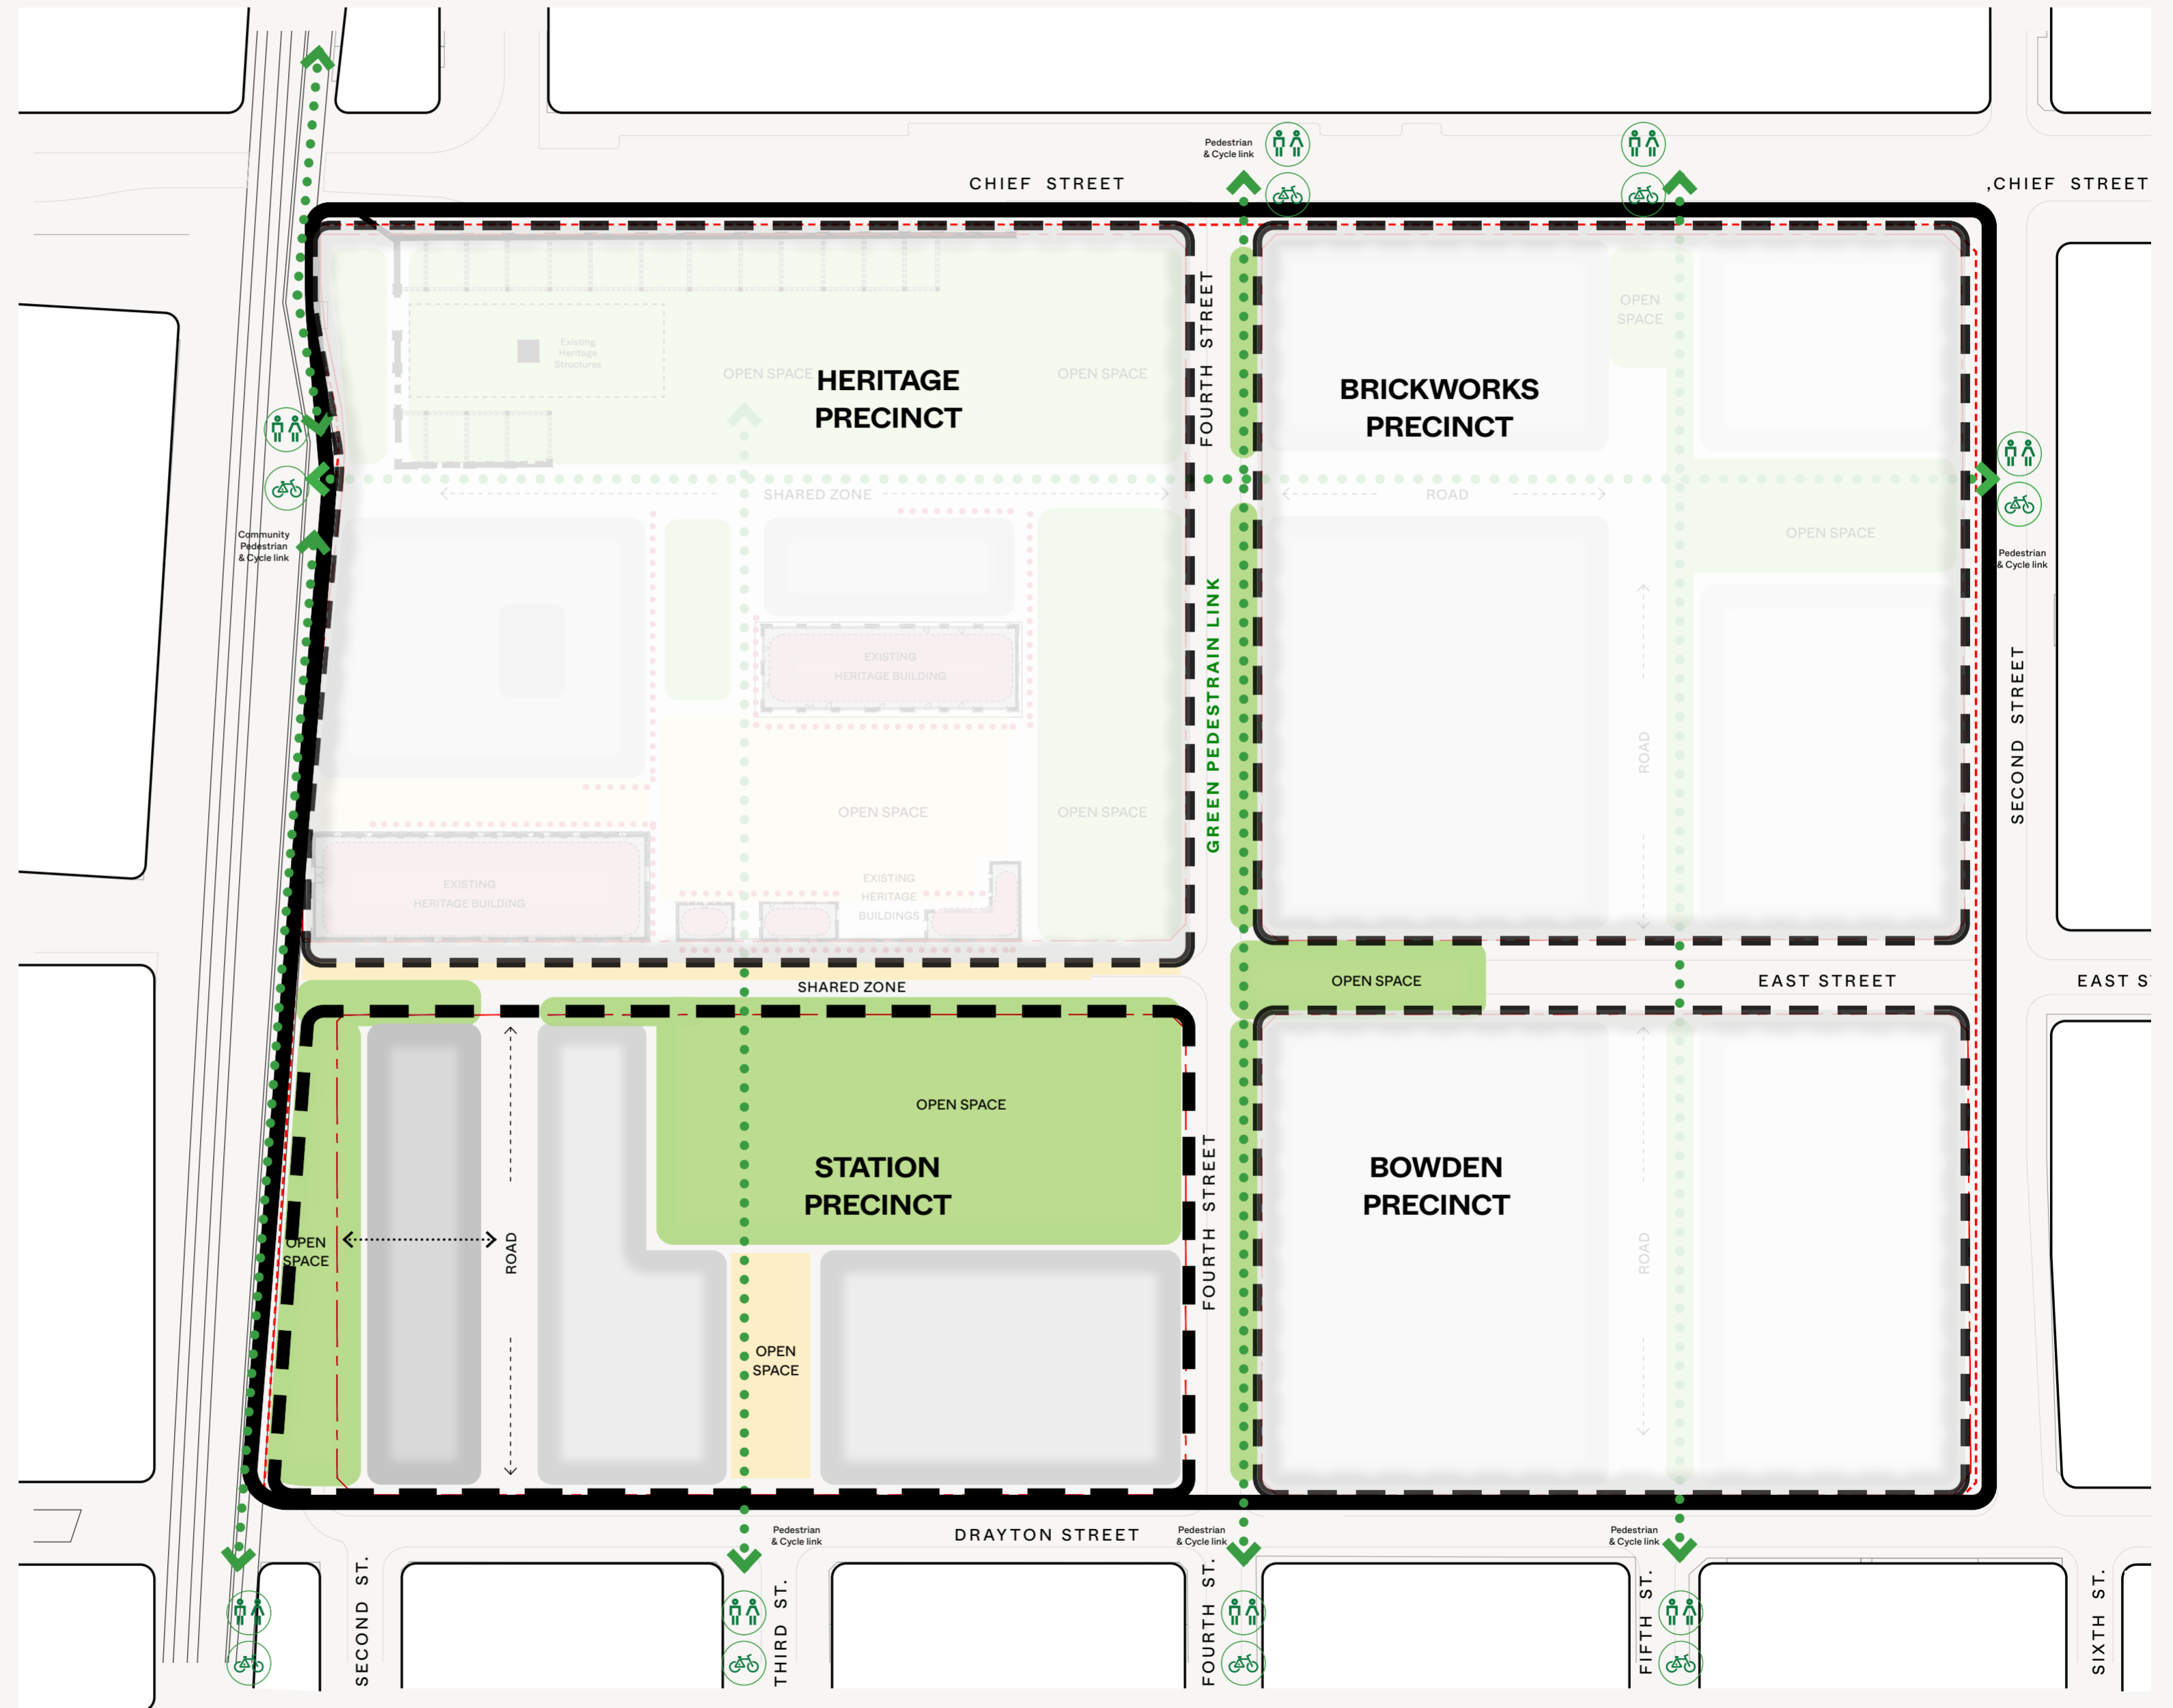 Pedestrian
& Cycle link
CHIEF STREET
,CHIEF STREET
FOURTH STREET
OPEN
SPACE
Existing
Heritage
Structures
OPEN SPACE
OPEN SPACE
HERITAGE
PRECINCT
BRICKWORKS
PRECINCT
SHARED ZONE
ROAD
Community
Pedestrian
& Cycle link
OPEN SPACE
Pedestrian
& Cycle link
GREEN PEDESTRAIN LINK
EXISTING
HERITAGE BUILDING
ROAD
SECOND STREET
OPEN SPACE
OPEN SPACE
EXISTING
HERITAGE BUILDING
EXISTING
HERITAGE
BUILDINGS
SHARED ZONE
OPEN SPACE
EAST STREET
EAST S
OPEN SPACE
STATION
PRECINCT
FOURTH STREET
BOWDEN
PRECINCT
OPEN
SPACE
ROAD
ROAD
OPEN
SPACE
DRAYTON STREET
Pedestrian
& Cycle link
Pedestrian
& Cycle link
Pedestrian
& Cycle link
SECOND ST.
THIRD ST.
FOURTH ST.
FIFTH ST.
SIXTH ST.